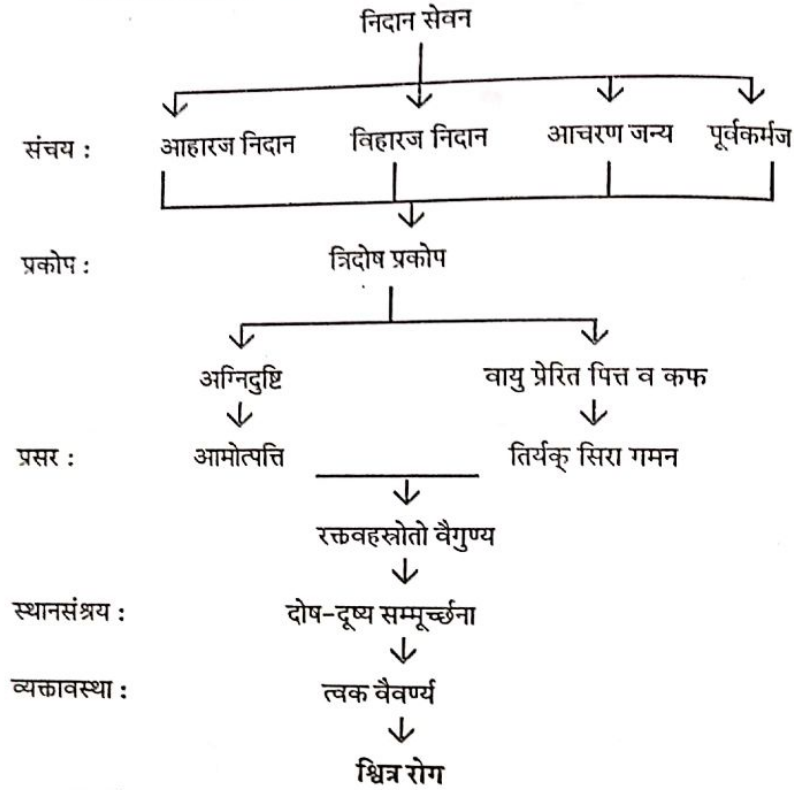 निदान सेवन
संचय : आहारज निदान विहारज निदान आचरण जन्य पूर्वकर्मज
प्रकोप : त्रिदोष प्रकोप
अग्निदुष्टि वायु प्रेरित पित्त व कफ
प्रसर : आमोत्पत्ति तिर्यक् सिरा गमन
रक्तवहस्रोतो वैगुण्य
स्थानसंश्रय : दोष-दूष्य सम्मूर्च्छना
व्यक्तावस्था : त्वक वैवर्ण्य
श्वित्र रोग